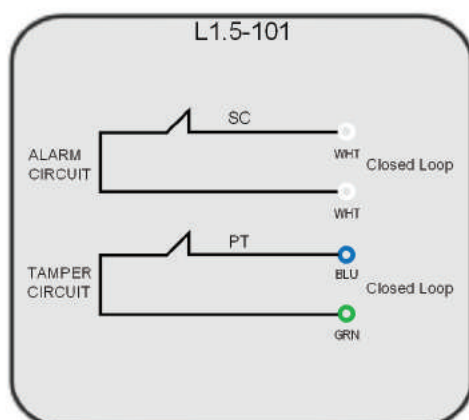 L1.5-101
SC
WHT
ALARM
CIRCUIT
Closed Loop
WHT
PT
BLU
TAMPER
CIRCUIT
Closed Loop
GRN